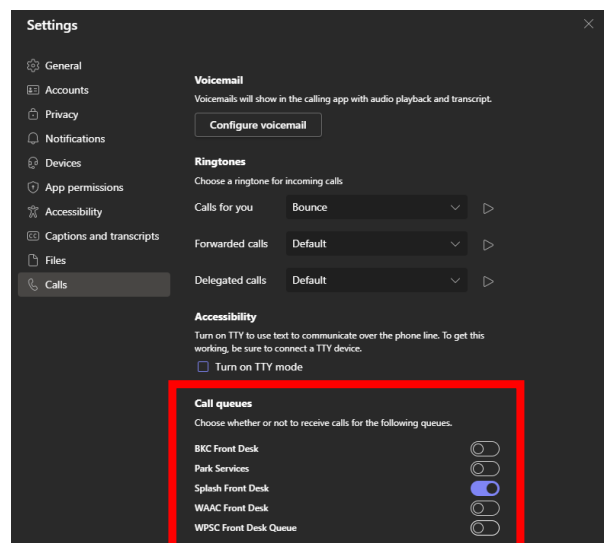 Settings
General
Accounts
Privacy
Notifications
Devices
App permissions
Accessibility
CC Captions and transcripts
Files
Calls
Voicemail
Voicemails will show in the calling app with audio playback and transcript.
Configure voicemail
Ringtones
Choose a ringtone for incoming calls
Calls for you Bounce
Forwarded calls Default
Delegated calls Default
Accessibility
Turn on TTY to use text to communicate over the phone line. To get this
working, be sure to connect a TTY device.
Turn on TTY mode
Call queues
Choose whether or not to receive calls for the following queues.
BKC Front Desk
Park Services
Splash Front Desk
WAAC Front Desk
WPSC Front Desk Queue